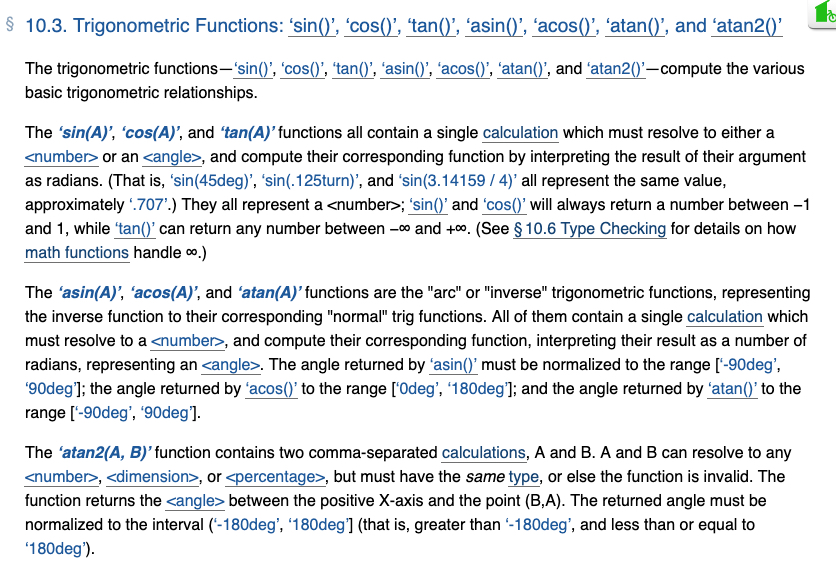 § 10.3. Trigonometric Functions: ‘sin()’, ‘cos()’, ‘tan()’, ‘asin()’, ‘acos()’, ‘atan()’, and ‘atan2()’
The trigonometric functions—‘sin()’, ‘cos()’, ‘tan()’, ‘asin()’, ‘acos()’, ‘atan()’, and ‘atan2()’—compute the various
basic trigonometric relationships.
The ‘sin(A)’, ‘cos(A)’, and ‘tan(A)’ functions all contain a single calculation which must resolve to either a
<number> or an <angle>, and compute their corresponding function by interpreting the result of their argument
as radians. (That is, ‘sin(45deg)’, ‘sin(.125turn)’, and ‘sin(3.14159 / 4)’ all represent the same value,
approximately ‘.707’.) They all represent a <number>; ‘sin()’ and ‘cos()’ will always return a number between −1
and 1, while ‘tan()’ can return any number between −∞ and +∞. (See § 10.6 Type Checking for details on how
math functions handle ∞.)
The ‘asin(A)’, ‘acos(A)’, and ‘atan(A)’ functions are the "arc" or "inverse" trigonometric functions, representing
the inverse function to their corresponding "normal" trig functions. All of them contain a single calculation which
must resolve to a <number>, and compute their corresponding function, interpreting their result as a number of
radians, representing an <angle>. The angle returned by ‘asin()’ must be normalized to the range [‘-90deg’,
‘90deg’]; the angle returned by ‘acos()’ to the range [‘0deg’, ‘180deg’]; and the angle returned by ‘atan()’ to the
range [‘-90deg’, ‘90deg’].
The ‘atan2(A, B)’ function contains two comma-separated calculations, A and B. A and B can resolve to any
<number>, <dimension>, or <percentage>, but must have the same type, or else the function is invalid. The
function returns the <angle> between the positive X-axis and the point (B,A). The returned angle must be
normalized to the interval (‘-180deg’, ‘180deg’] (that is, greater than ‘-180deg’, and less than or equal to
‘180deg’).